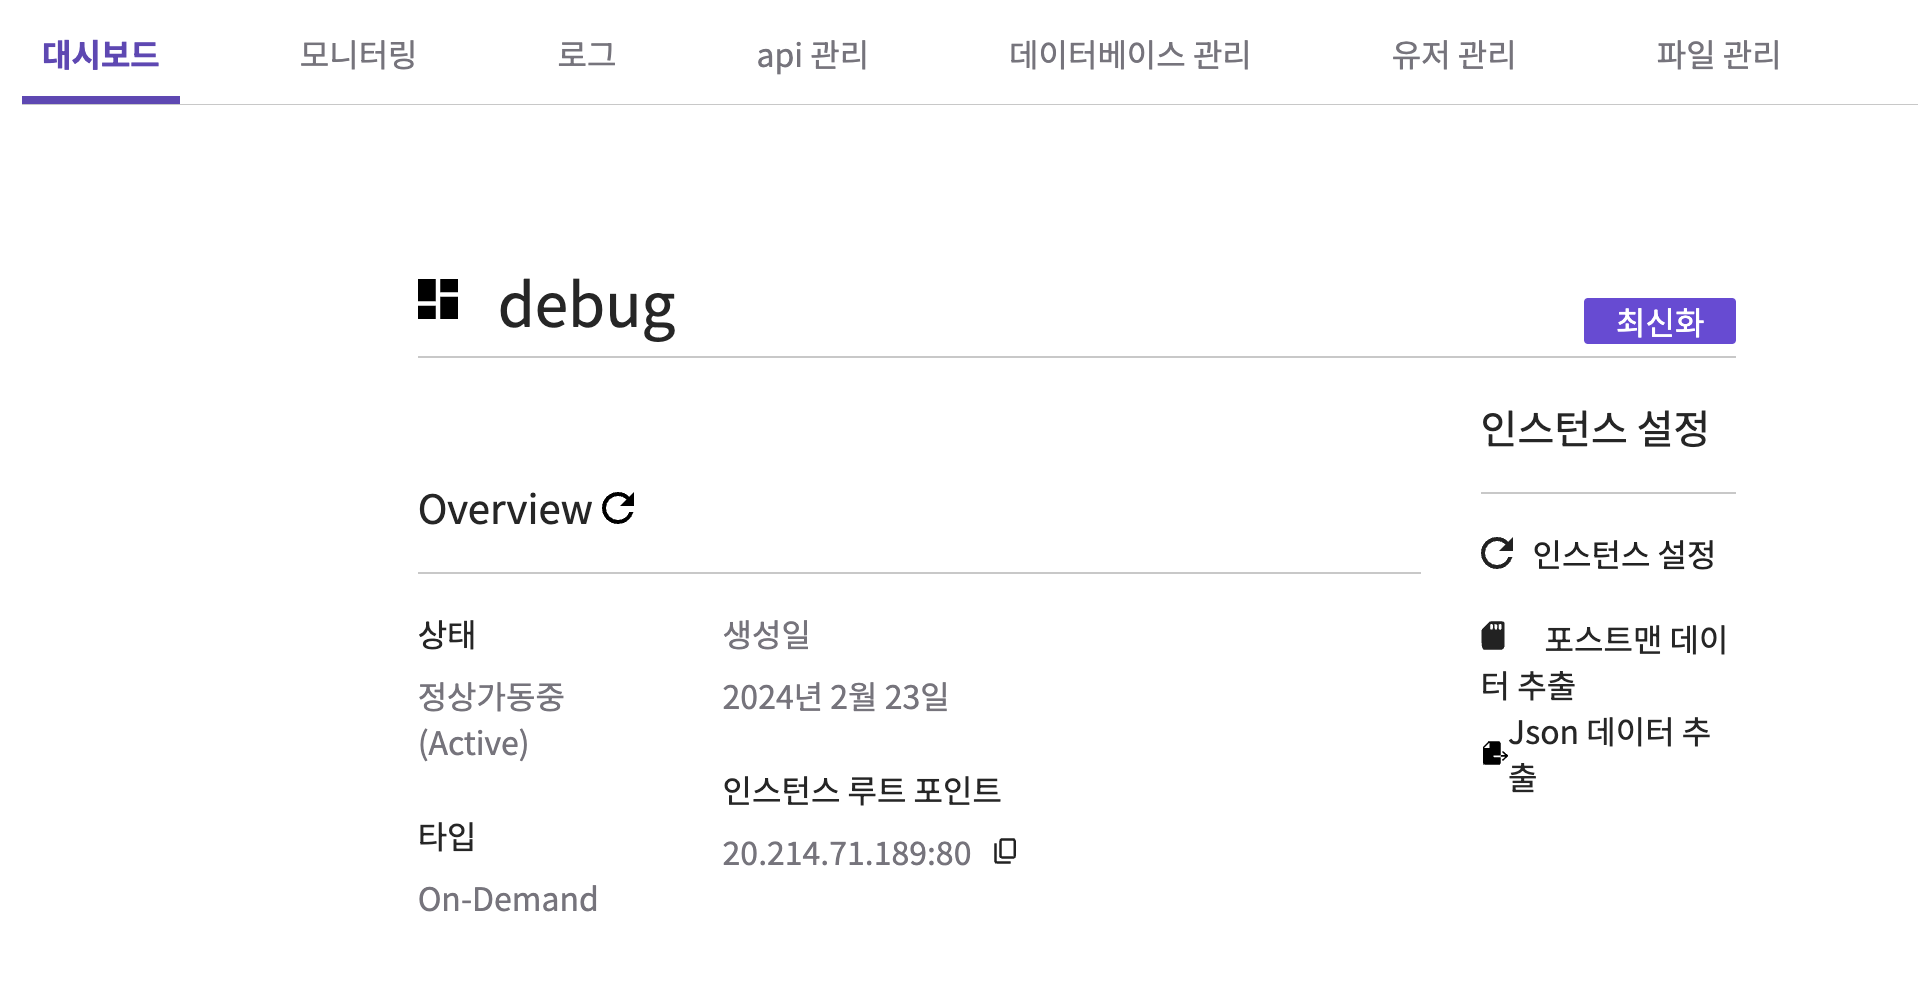 대시보드
모니터링
로그
api 관리
데이터베이스 관리
유저 관리
파일 관리
debug
최신화
Overview
상태
정상가동중
(Active)
타입
On-Demand
생성일
2024년 2월 23일
인스턴스 루트 포인트
20.214.71.189:80
인스턴스 설정
인스턴스 설정
포스트맨 데이
터 추출
Json 데이터 추
출